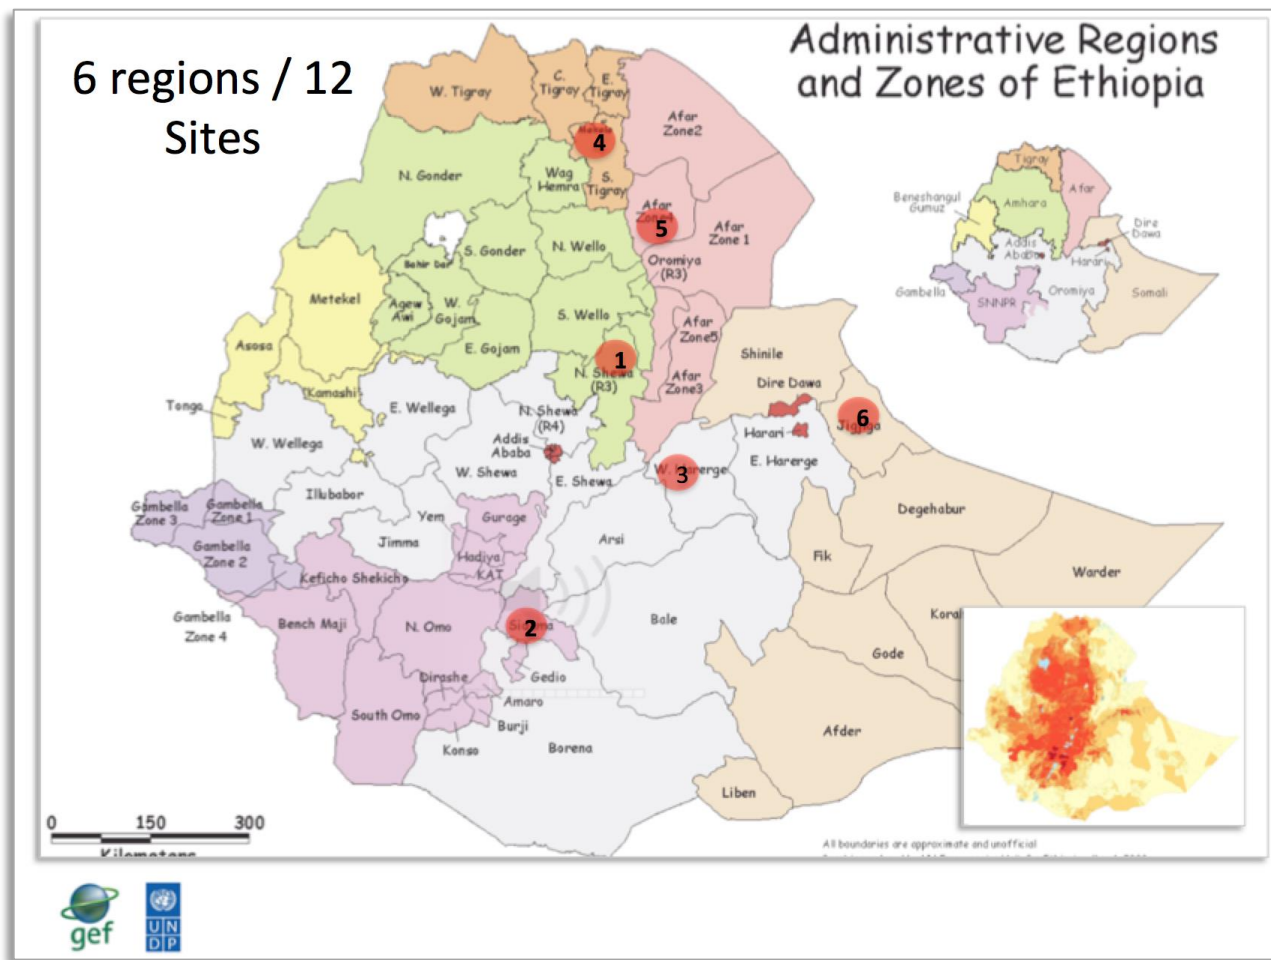 6 regions / 12
Sites
Administrative Regions
and Zones of Ethiopia
W. Tigray
C.
Tigray
E.
Tigray
4
S.
Tigray
Afar
Zone2
N. Gonder
Wag
Hemra
Afar
5
Afar
Zone 1
S. Gonder
N. Wello
Oromiya
(R3)
Bahir Dar
Metekel
Agew
Awi
W.
Gojam
S. Wello
E. Gojam
Afar
Zone5
Asosa
1
N. Shewa
(R3)
Afar
Zone3
Shinile
Dire Dawa
Kamashi
Tongo
E. Wellega
N. Shewa
(R4)
6
Jigjiga
Harari
W. Wellega
Addis
Ababa
W. Shewa
E. Shewa
3
W. Harerge
E. Harerge
Illubabor
Gambella
Zone 3
Gambella
Zone 1
Gambella
Zone 2
Yem
Gurage
Degehabur
Jimma
Arsi
Hadiya
KAT
Fik
Keficho Shekicho
Warder
Gambella
Zone 4
Bench Maji
N. Omo
2
Bale
Gode
Dirashe
Gedio
Amaro
South Omo
Burji
Konso
Borena
Afder
Liben
Tigray
Beneshangul
Gumuz
Amhara
Afar
Dire
Dawa
Addis
Ababa
Harari
Gambella
SNNPR
Oromiya
Somali
0 150 300
Kilometers
All boundaries are approximate and unofficial
gef
UN
DP